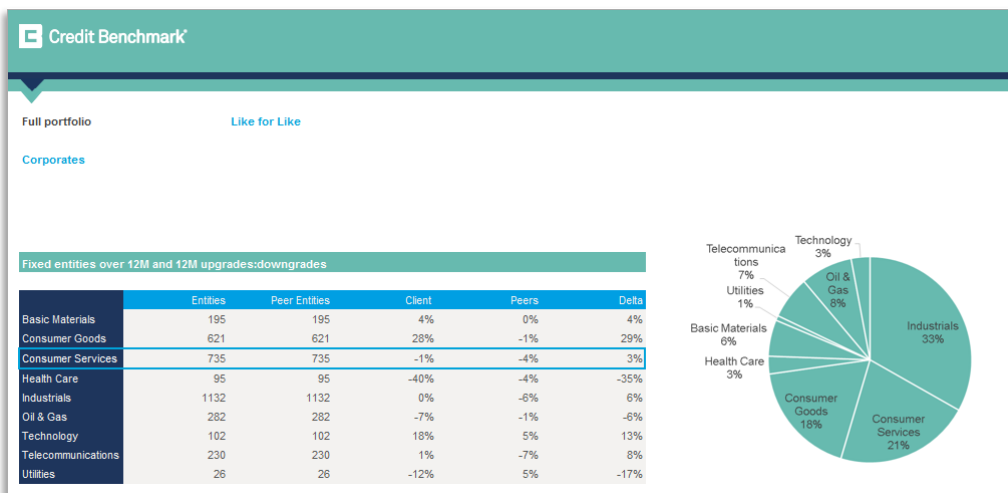 Credit Benchmark®
Full portfolio Like for Like
Corporates
Fixed entities over 12M and 12M upgrades:downgrades
Entities Peer Entities Client Peers Delta
Basic Materials 195 195 4% 0% 4%
Consumer Goods 621 621 28% -1% 29%
Consumer Services 735 735 -1% -4% 3%
Health Care 95 95 -40% -4% -35%
Industrials 1132 1132 0% -6% 6%
Oil & Gas 282 282 -7% -1% -6%
Technology 102 102 18% 5% 13%
Telecommunications 230 230 1% -7% 8%
Utilities 26 26 -12% 5% -17%
Technology
3%
Telecommunica
tions
7%
Oil &
Gas
8%
Utilities
1%
Basic Materials
6%
Health Care
3%
Industrials
33%
Consumer
Goods
18%
Consumer
Services
21%